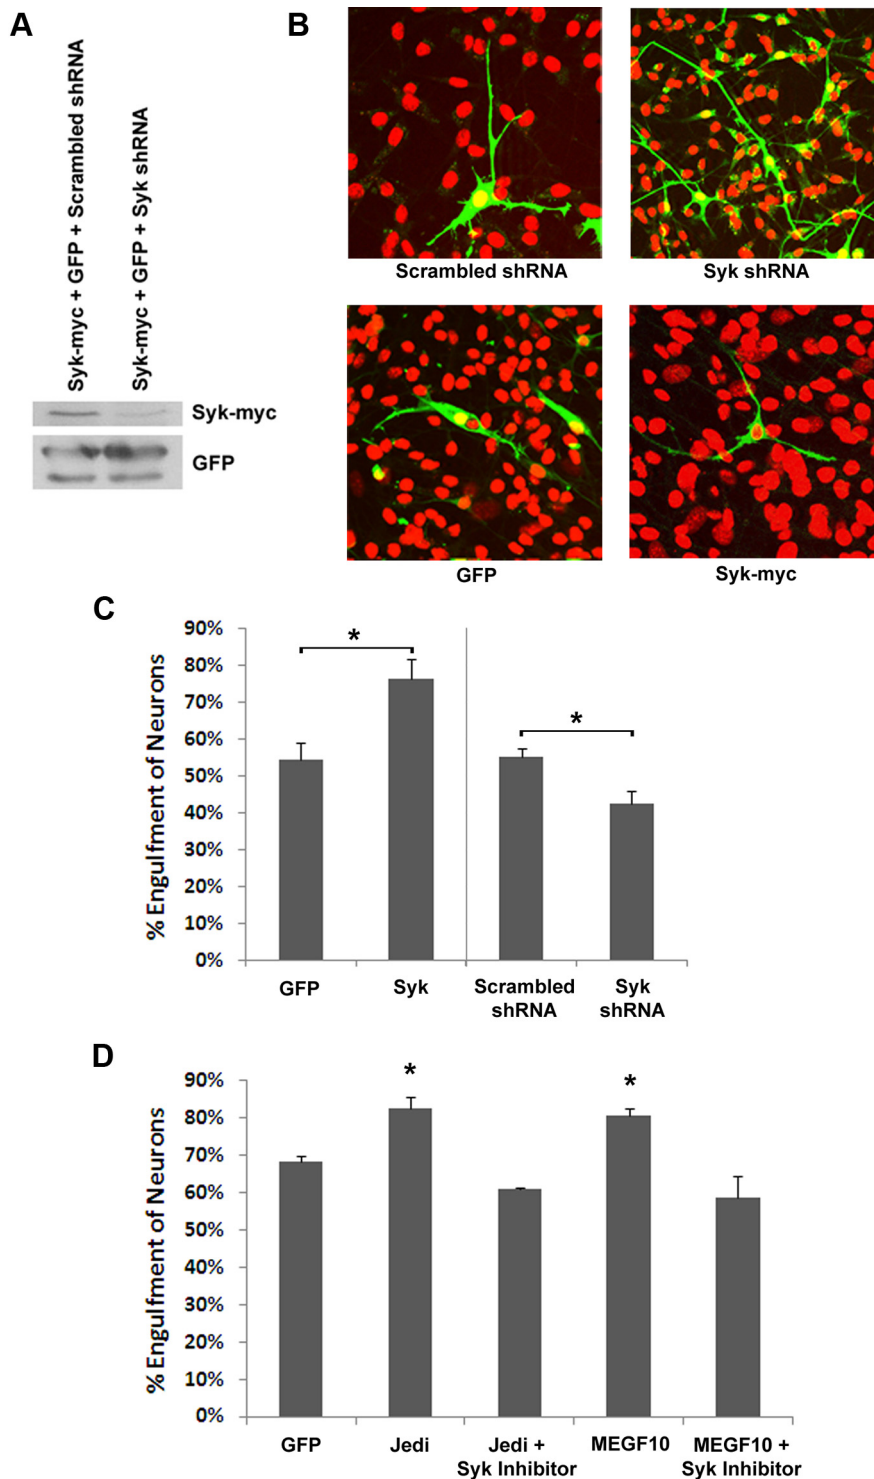 A
Syk-myc + GFP + Scrambled shRNA
Syk-myc + GFP + Syk shRNA
Syk-myc
GFP
B
Scrambled shRNA
Syk shRNA
GFP
Syk-myc
C
% Engulfment of Neurons
90%
80%
70%
60%
50%
40%
30%
20%
10%
0%
*
*
GFP
Syk
Scrambled
shRNA
Syk
shRNA
D
% Engulfment of Neurons
90%
80%
70%
60%
50%
40%
30%
20%
10%
0%
*
*
GFP
Jedi
Jedi +
Syk Inhibitor
MEGF10
MEGF10 +
Syk Inhibitor